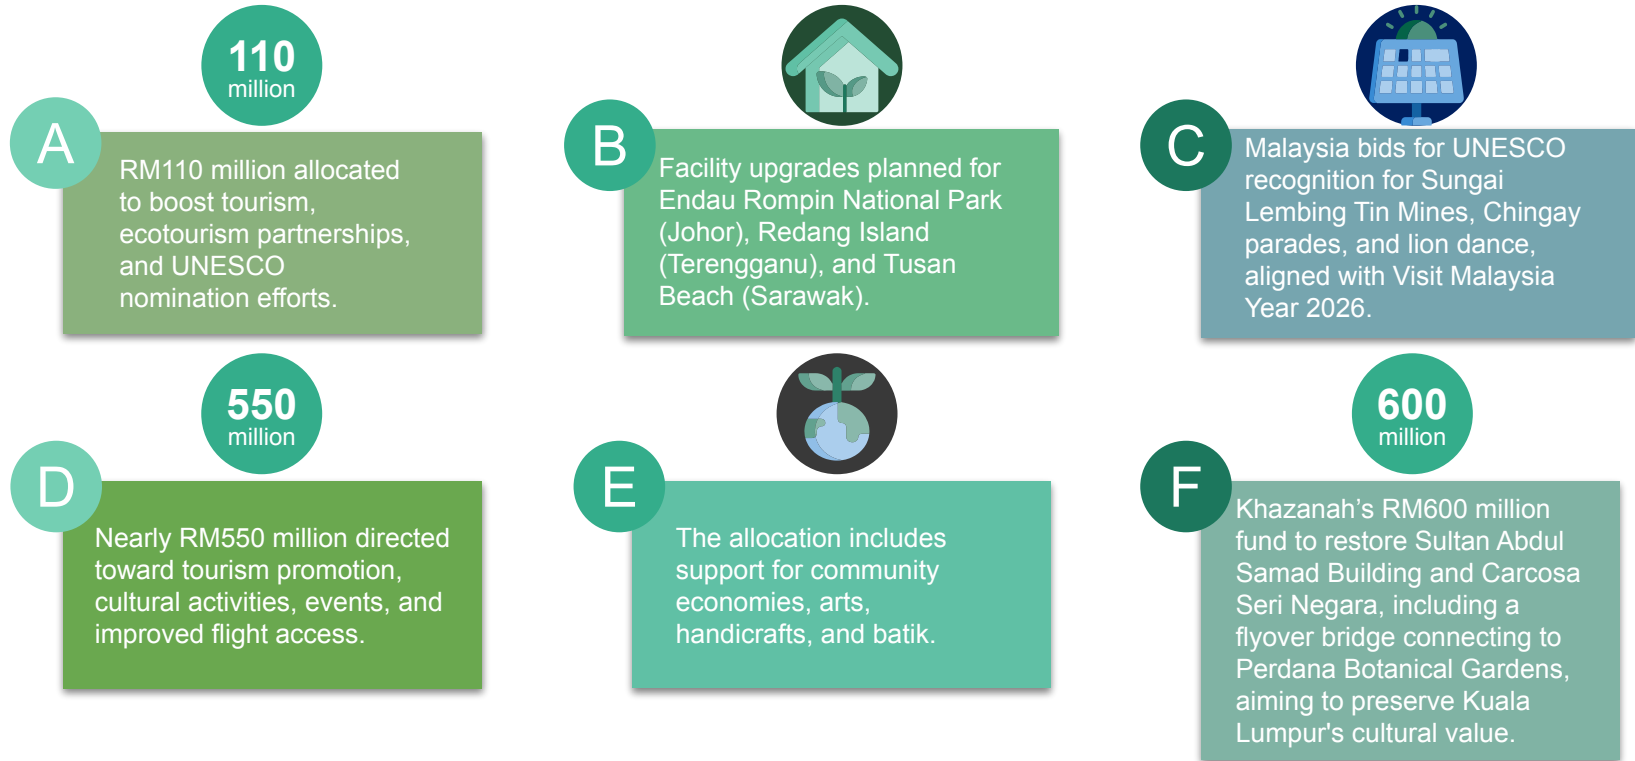 110
million
A
RM110 million allocated
to boost tourism,
ecotourism partnerships,
and UNESCO
nomination efforts.
B
Facility upgrades planned for
Endau Rompin National Park
(Johor), Redang Island
(Terengganu), and Tusan
Beach (Sarawak).
C
Malaysia bids for UNESCO
recognition for Sungai
Lembing Tin Mines, Chingay
parades, and lion dance,
aligned with Visit Malaysia
Year 2026.
550
million
D
Nearly RM550 million directed
toward tourism promotion,
cultural activities, events, and
improved flight access.
E
The allocation includes
support for community
economies, arts,
handicrafts, and batik.
600
million
F
Khazanah’s RM600 million
fund to restore Sultan Abdul
Samad Building and Carcosa
Seri Negara, including a
flyover bridge connecting to
Perdana Botanical Gardens,
aiming to preserve Kuala
Lumpur's cultural value.